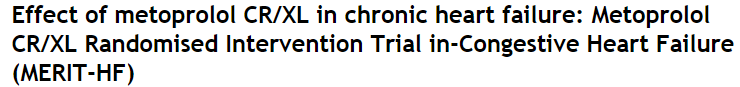 Effect of metoprolol CR/XL in chronic heart failure: Metoprolol
CR/XL Randomised Intervention Trial in-Congestive Heart Failure
(MERIT-HF)